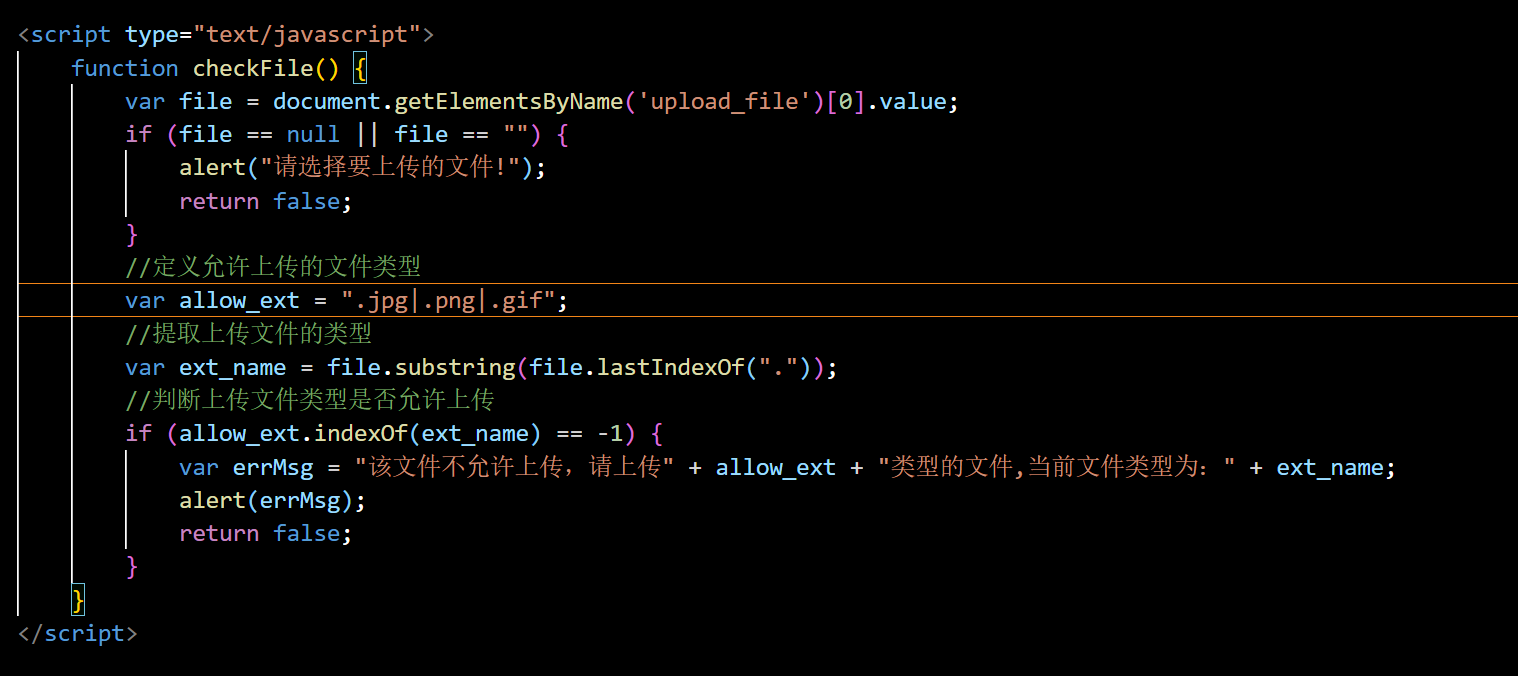 <script type="text/javascript">
    function checkFile() {
        var file = document.getElementsByName('upload_file')[0].value;
        if (file == null || file == "") {
            alert("请选择要上传的文件!");
            return false;
        }
        //定义允许上传的文件类型
        var allow_ext = ".jpg|.png|.gif";
        //提取上传文件的类型
        var ext_name = file.substring(file.lastIndexOf("."));
        //判断上传文件类型是否允许上传
        if (allow_ext.indexOf(ext_name) == -1) {
            var errMsg = "该文件不允许上传，请上传" + allow_ext + "类型的文件,当前文件类型为：" + ext_name;
            alert(errMsg);
            return false;
        }
    }
</script>